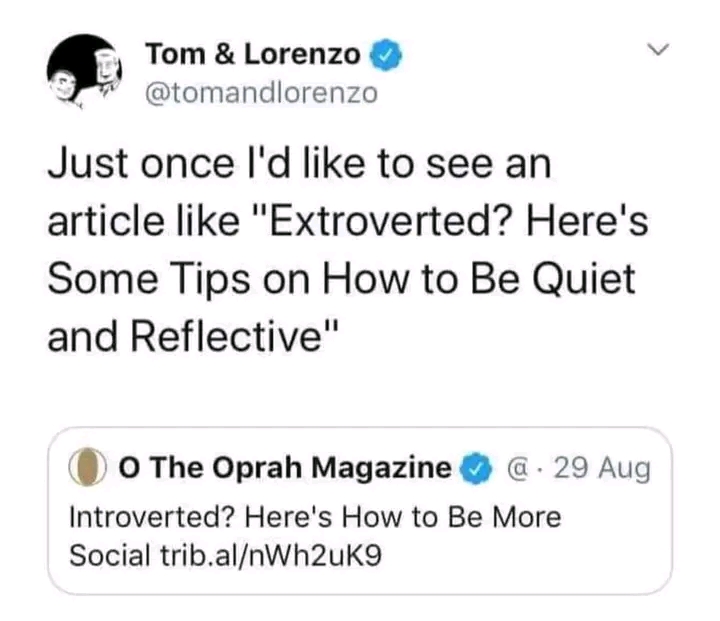 Tom & Lorenzo
@tomandlorenzo
Just once I'd like to see an
article like "Extroverted? Here's
Some Tips on How to Be Quiet
and Reflective"
O The Oprah Magazine @ · 29 Aug
Introverted? Here's How to Be More
Social trib.al/nWh2uK9